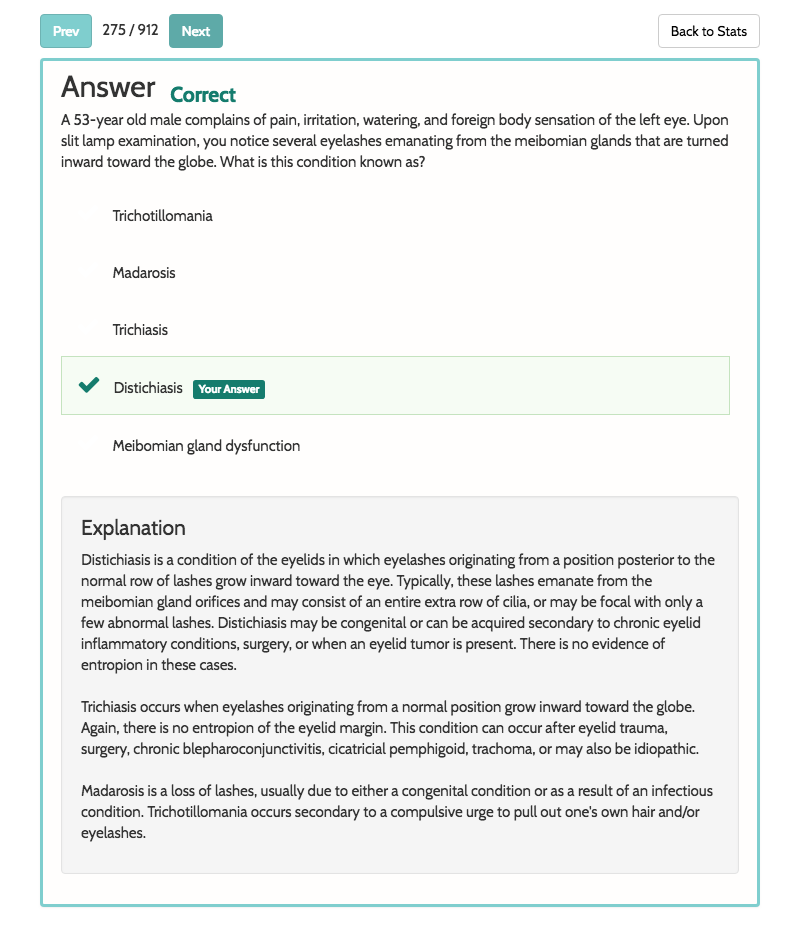 Prev 275 / 912 Next Back to Stats
Answer Correct
A 53-year old male complains of pain, irritation, watering, and foreign body sensation of the left eye. Upon
slit lamp examination, you notice several eyelashes emanating from the meibomian glands that are turned
inward toward the globe. What is this condition known as?
Trichotillomania
Madarosis
Trichiasis
Distichiasis Your Answer
Meibomian gland dysfunction
Explanation
Distichiasis is a condition of the eyelids in which eyelashes originating from a position posterior to the
normal row of lashes grow inward toward the eye. Typically, these lashes emanate from the
meibomian gland orifices and may consist of an entire extra row of cilia, or may be focal with only a
few abnormal lashes. Distichiasis may be congenital or can be acquired secondary to chronic eyelid
inflammatory conditions, surgery, or when an eyelid tumor is present. There is no evidence of
entropion in these cases.
Trichiasis occurs when eyelashes originating from a normal position grow inward toward the globe.
Again, there is no entropion of the eyelid margin. This condition can occur after eyelid trauma,
surgery, chronic blepharoconjunctivitis, cicatricial pemphigoid, trachoma, or may also be idiopathic.
Madarosis is a loss of lashes, usually due to either a congenital condition or as a result of an infectious
condition. Trichotillomania occurs secondary to a compulsive urge to pull out one's own hair and/or
eyelashes.